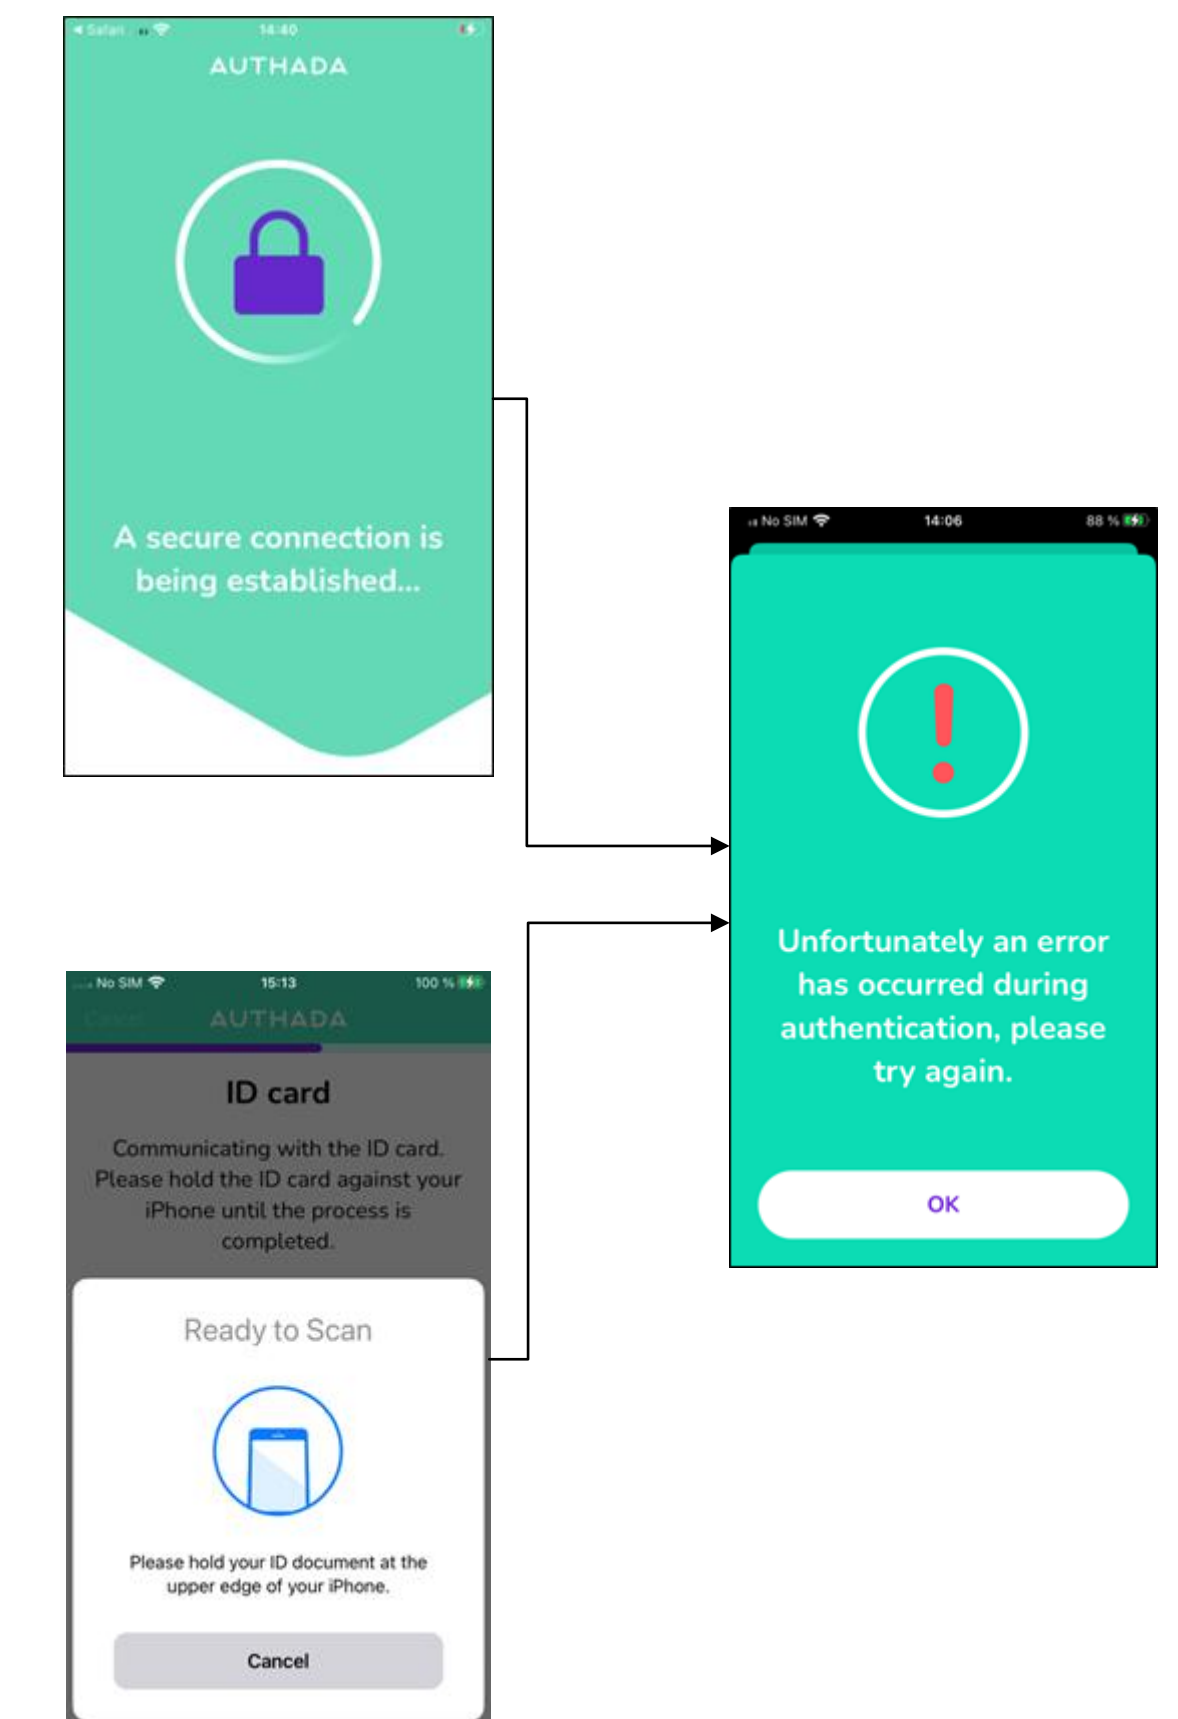 Safari 14:40
AUTHADA
A secure connection is
being established...
No SIM 14:06 88 %
Unfortunately an error
has occurred during
authentication, please
try again.
OK
No SIM 15:13 100 %
Cancel AUTHADA
ID card
Communicating with the ID card.
Please hold the ID card against your
iPhone until the process is
completed.
Ready to Scan
Please hold your ID document at the
upper edge of your iPhone.
Cancel